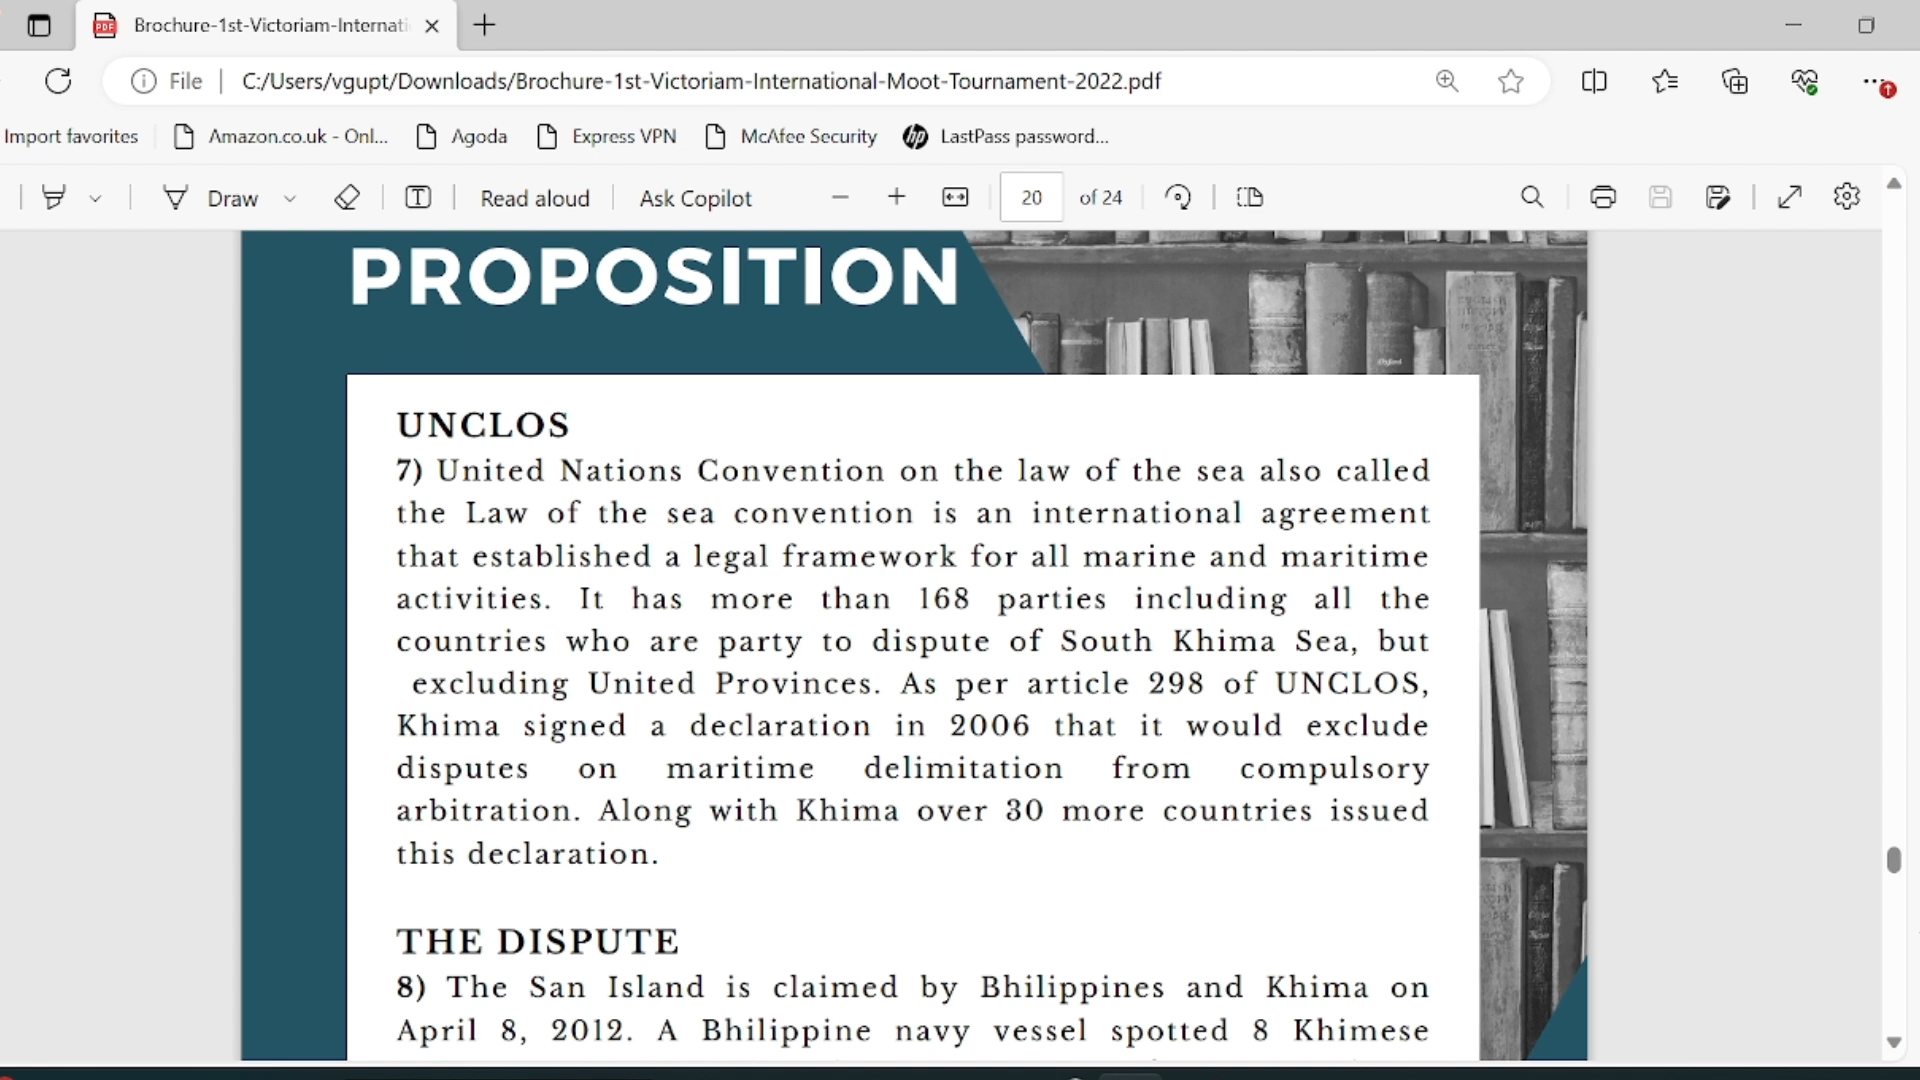 Brochure-1st-Victoriam-Internati
File
C:/Users/vgupt/Downloads/Brochure-1st-Victoriam-International-Moot-Tournament-2022.pdf
Import favorites
Amazon.co.uk - Onl...
Agoda
Express VPN
McAfee Security
LastPass password...
Draw
Read aloud
Ask Copilot
20 of 24
PROPOSITION
UNCLOS
7) United Nations Convention on the law of the sea also called
the Law of the sea convention is an international agreement
that established a legal framework for all marine and maritime
activities. It has more than 168 parties including all the
countries who are party to dispute of South Khima Sea, but
excluding United Provinces. As per article 298 of UNCLOS,
Khima signed a declaration in 2006 that it would exclude
disputes on maritime delimitation from compulsory
arbitration. Along with Khima over 30 more countries issued
this declaration.
THE DISPUTE
8) The San Island is claimed by Bhilippines and Khima on
April 8, 2012. A Bhilippine navy vessel spotted 8 Khimese